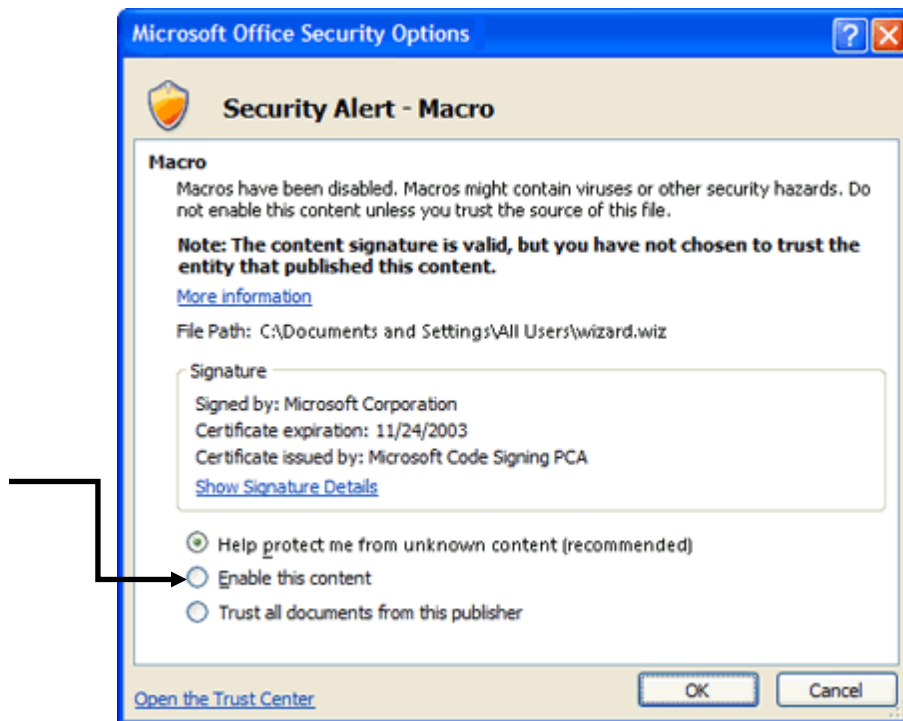 Microsoft Office Security Options
Security Alert - Macro
Macro
Macros have been disabled. Macros might contain viruses or other security hazards. Do
not enable this content unless you trust the source of this file.
Note: The content signature is valid, but you have not chosen to trust the
entity that published this content.
More information
File Path: C:\Documents and Settings\All Users\wizard.wiz
Signature
Signed by: Microsoft Corporation
Certificate expiration: 11/24/2003
Certificate issued by: Microsoft Code Signing PCA
Show Signature Details
Help protect me from unknown content (recommended)
Enable this content
Trust all documents from this publisher
Open the Trust Center
OK
Cancel